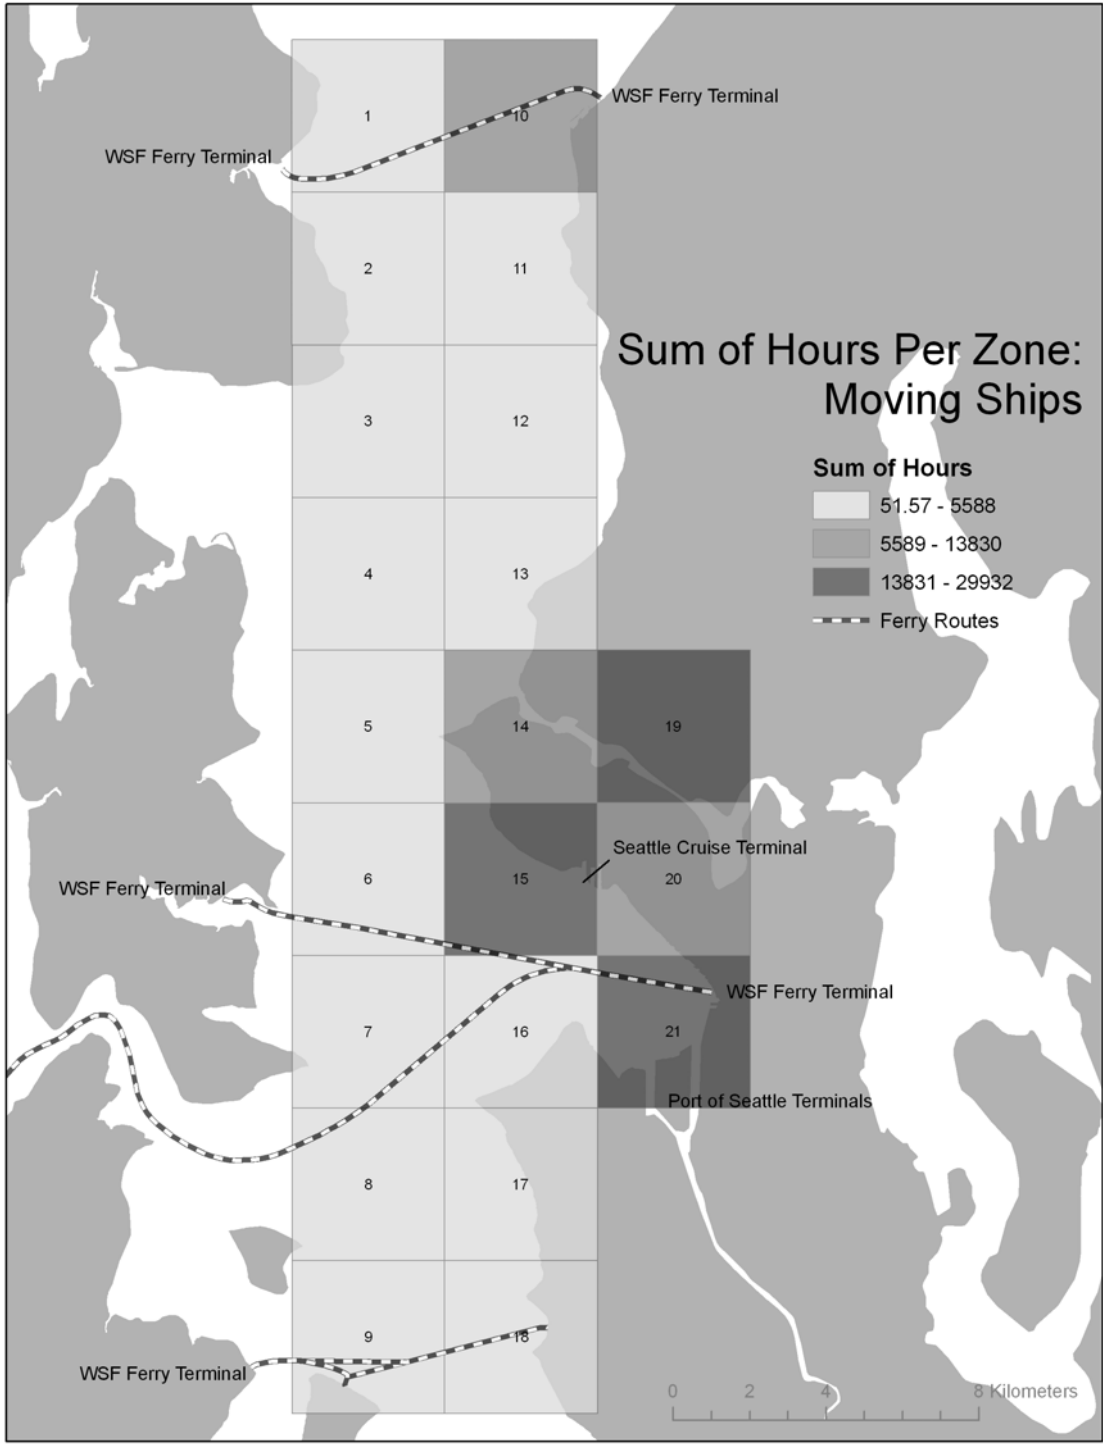 WSF Ferry Terminal
1
10
WSF Ferry Terminal
2
11
Sum of Hours Per Zone:
Moving Ships
3
12
Sum of Hours
51.57 - 5588
5589 - 13830
13831 - 29932
Ferry Routes
4
13
5
14
19
Seattle Cruise Terminal
6
15
20
WSF Ferry Terminal
WSF Ferry Terminal
7
16
21
Port of Seattle Terminals
8
17
9
18
WSF Ferry Terminal
0 2 4 8 Kilometers